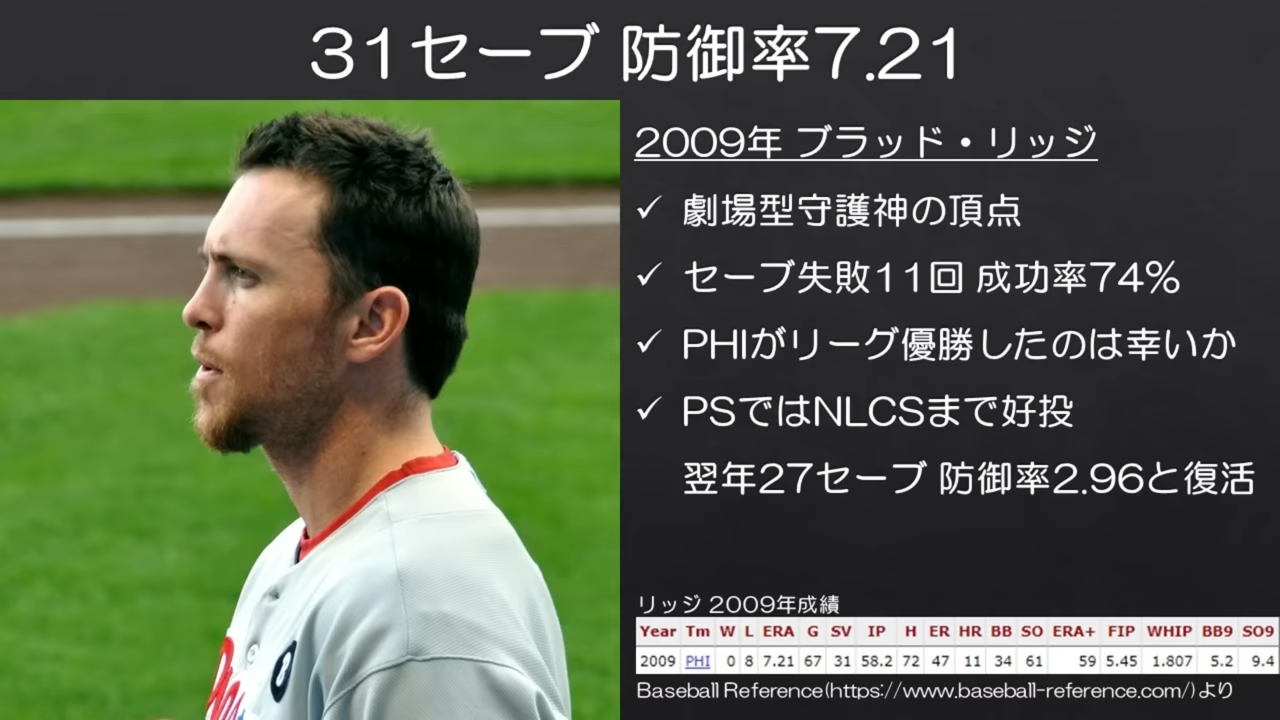 31セーブ 防御率7.21
2009年 ブラッド・リッジ
✓ 劇場型守護神の頂点
✓ セーブ失敗11回 成功率74%
✓ PHIがリーグ優勝したのは幸いか
✓ PSではNLCSまで好投
翌年27セーブ 防御率2.96と復活
リッジ 2009年成績
Year Tm W L ERA G SV IP H ER HR BB SO ERA+ FIP WHIP BB9 SO9
2009 PHI 0 8 7.21 67 31 58.2 72 47 11 34 61 59 5.45 1.807 5.2 9.4
Baseball Reference(https://www.baseball-reference.com/)より